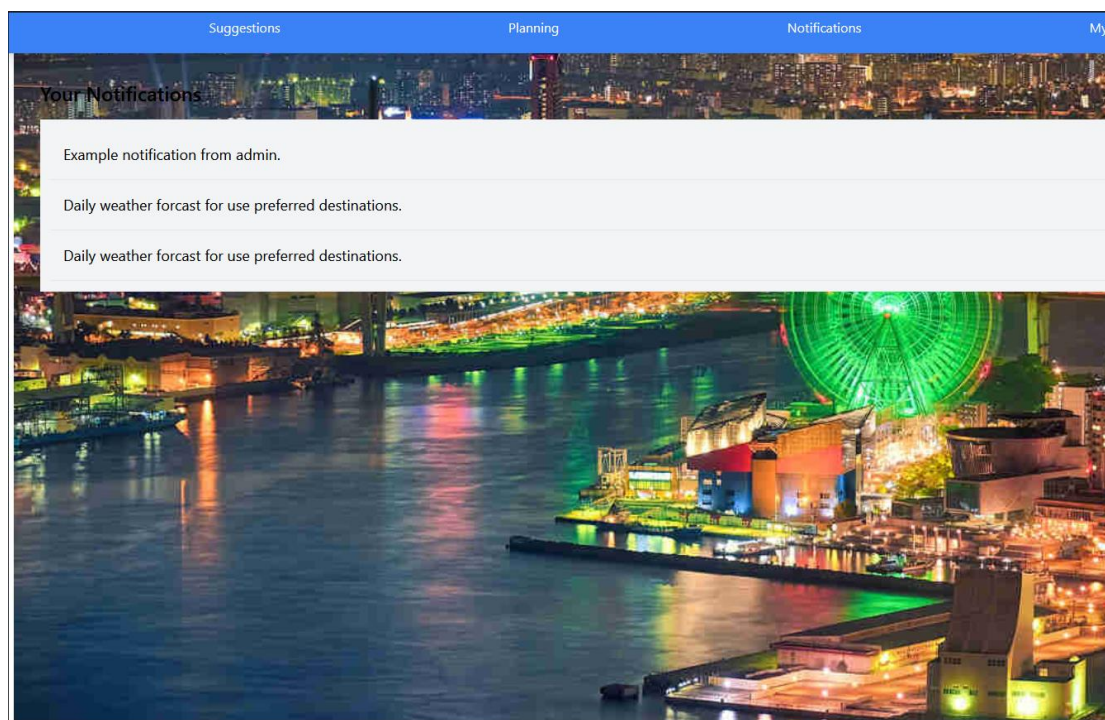 Suggestions Planning Notifications My
Your Notifications
Example notification from admin.
Daily weather forcast for use preferred destinations.
Daily weather forcast for use preferred destinations.